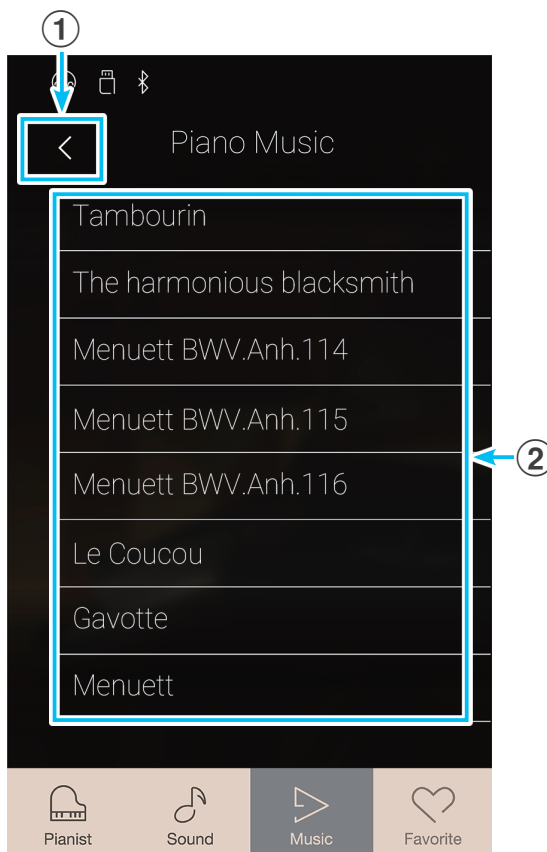 ①
Piano Music
Tambourin
The harmonious blacksmith
Menuett BWV.Anh.114
Menuett BWV.Anh.115
Menuett BWV.Anh.116
②
Le Coucou
Gavotte
Menuett
Pianist Sound Music Favorite